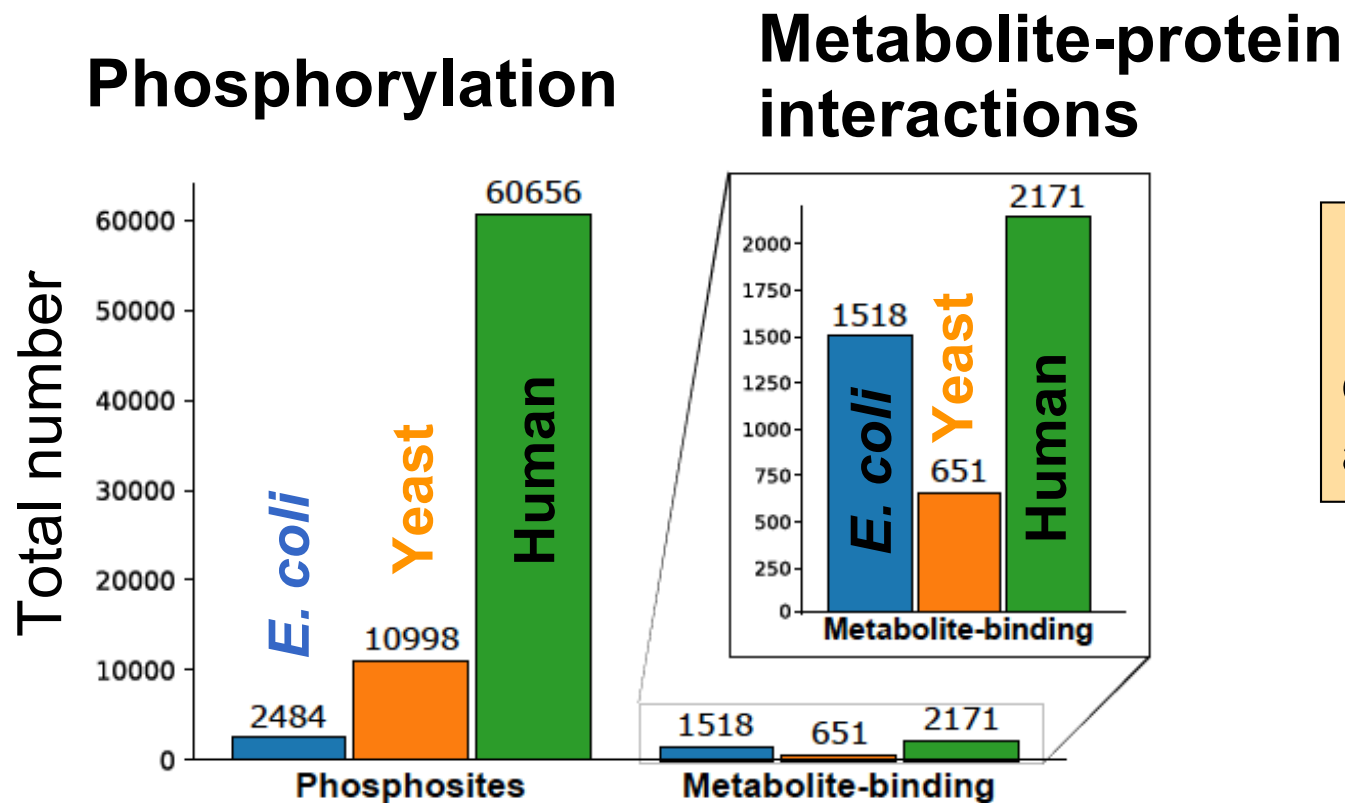 Phosphorylation
Metabolite-protein
interactions
Total number
60000
50000
40000
30000
20000
10000
0
2484
10998
60656
E. coli
Yeast
Human
Phosphosites
1518
651
2171
Metabolite-binding
2000
1750
1500
1250
1000
750
500
250
0
1518
651
2171
E. coli
Yeast
Human
Metabolite-binding